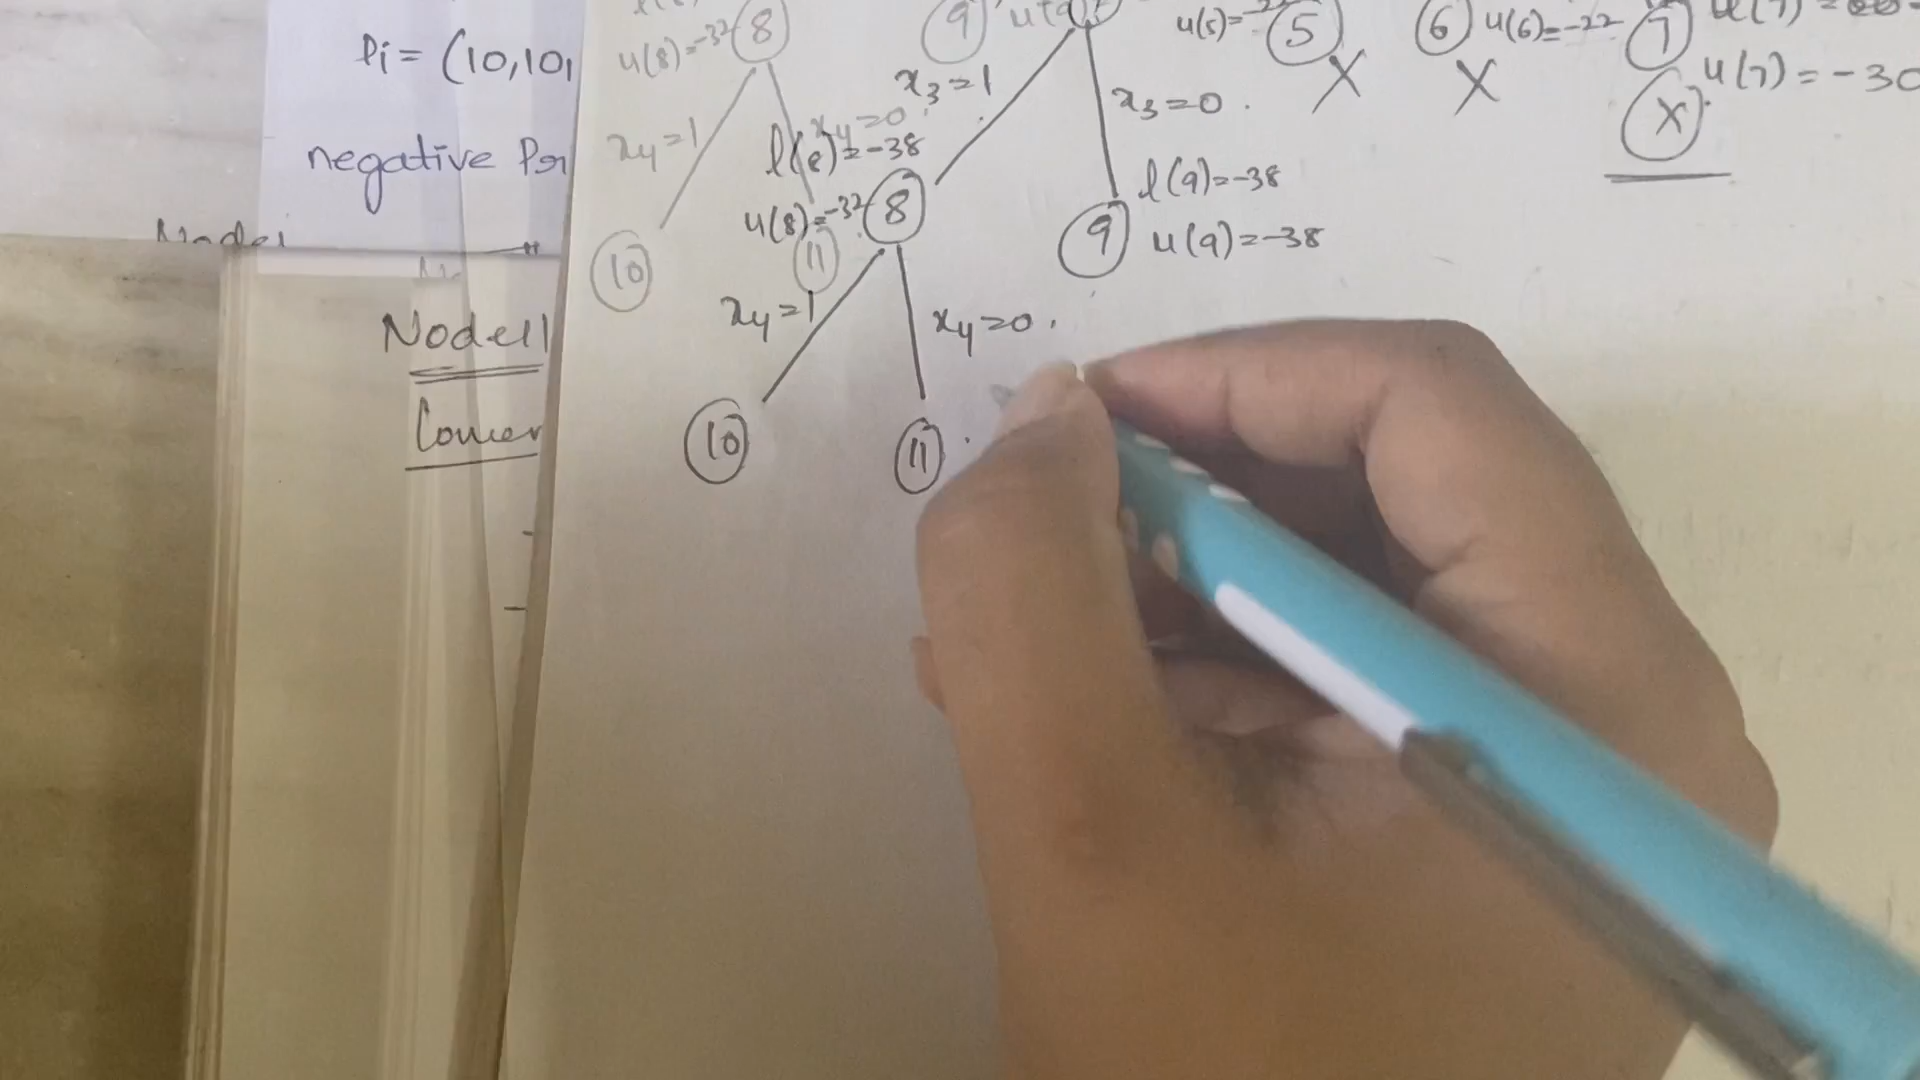 Pi = (10,10,
negative
Node11
u(8)=-32 8
9
x4=1
x4=0
10
11
u(5)= 5
6 u(6)=-22
7
u(7)=-30
X
X
X
x3=1
x3=0.
l(8)=-38
u(8)=-32 8
l(9)=-38
9 u(9)=-38
x4=1
x4=0.
10
11